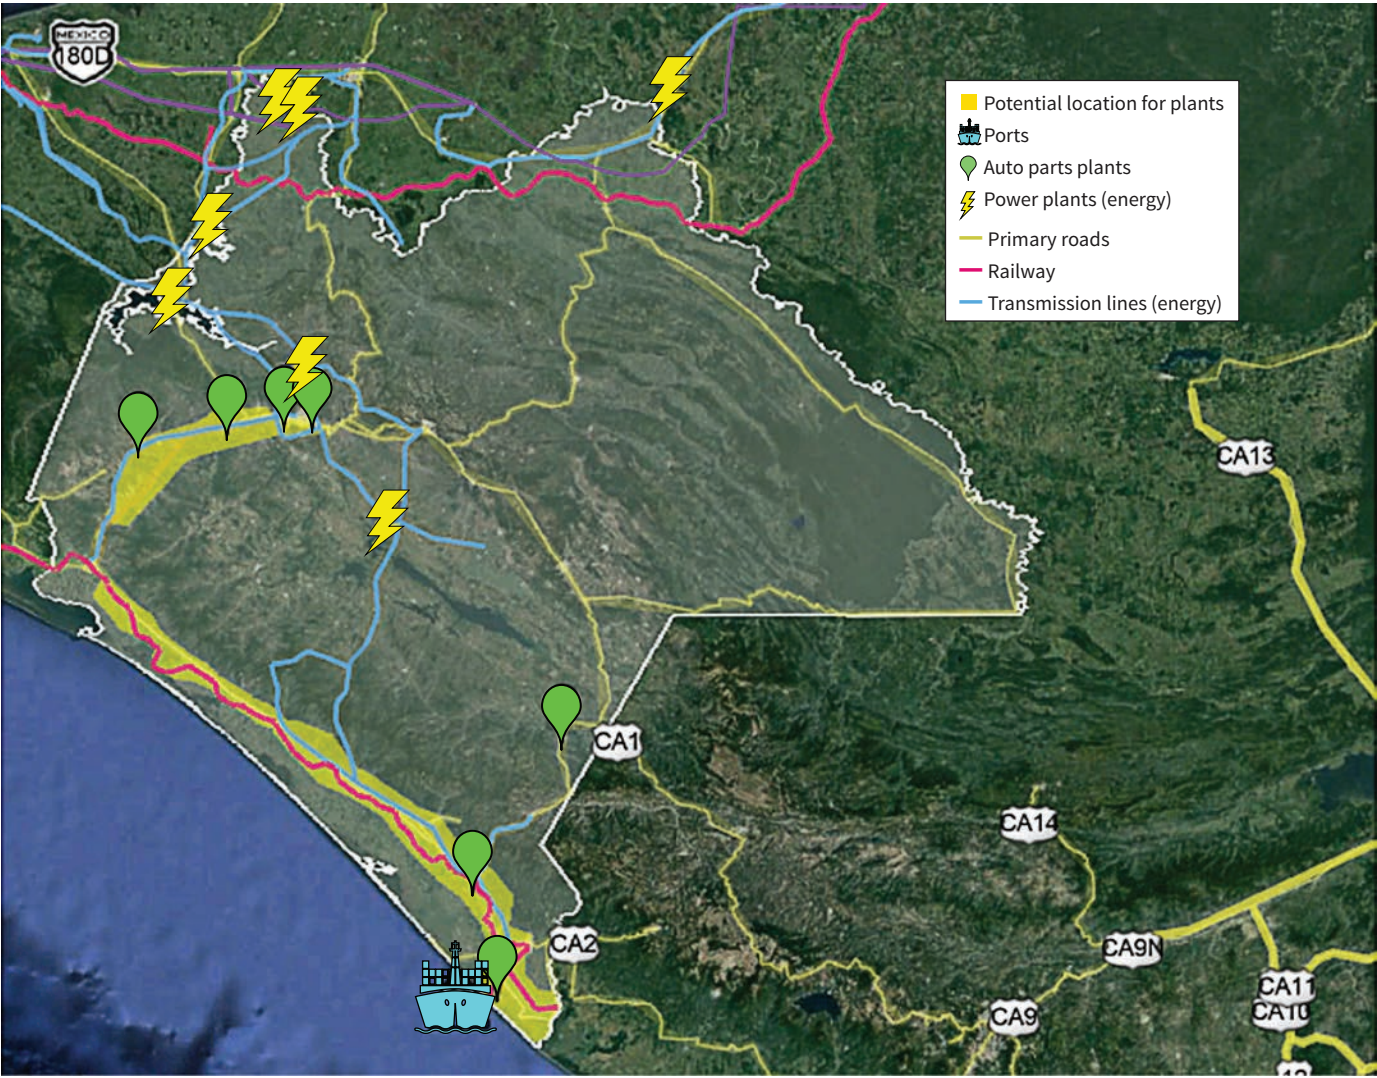 MEXICO
180D
Potential location for plants
Ports
Auto parts plants
Power plants (energy)
Primary roads
Railway
Transmission lines (energy)
CA13
CA1
CA14
CA2
CA9N
CA11
CA10
CA9